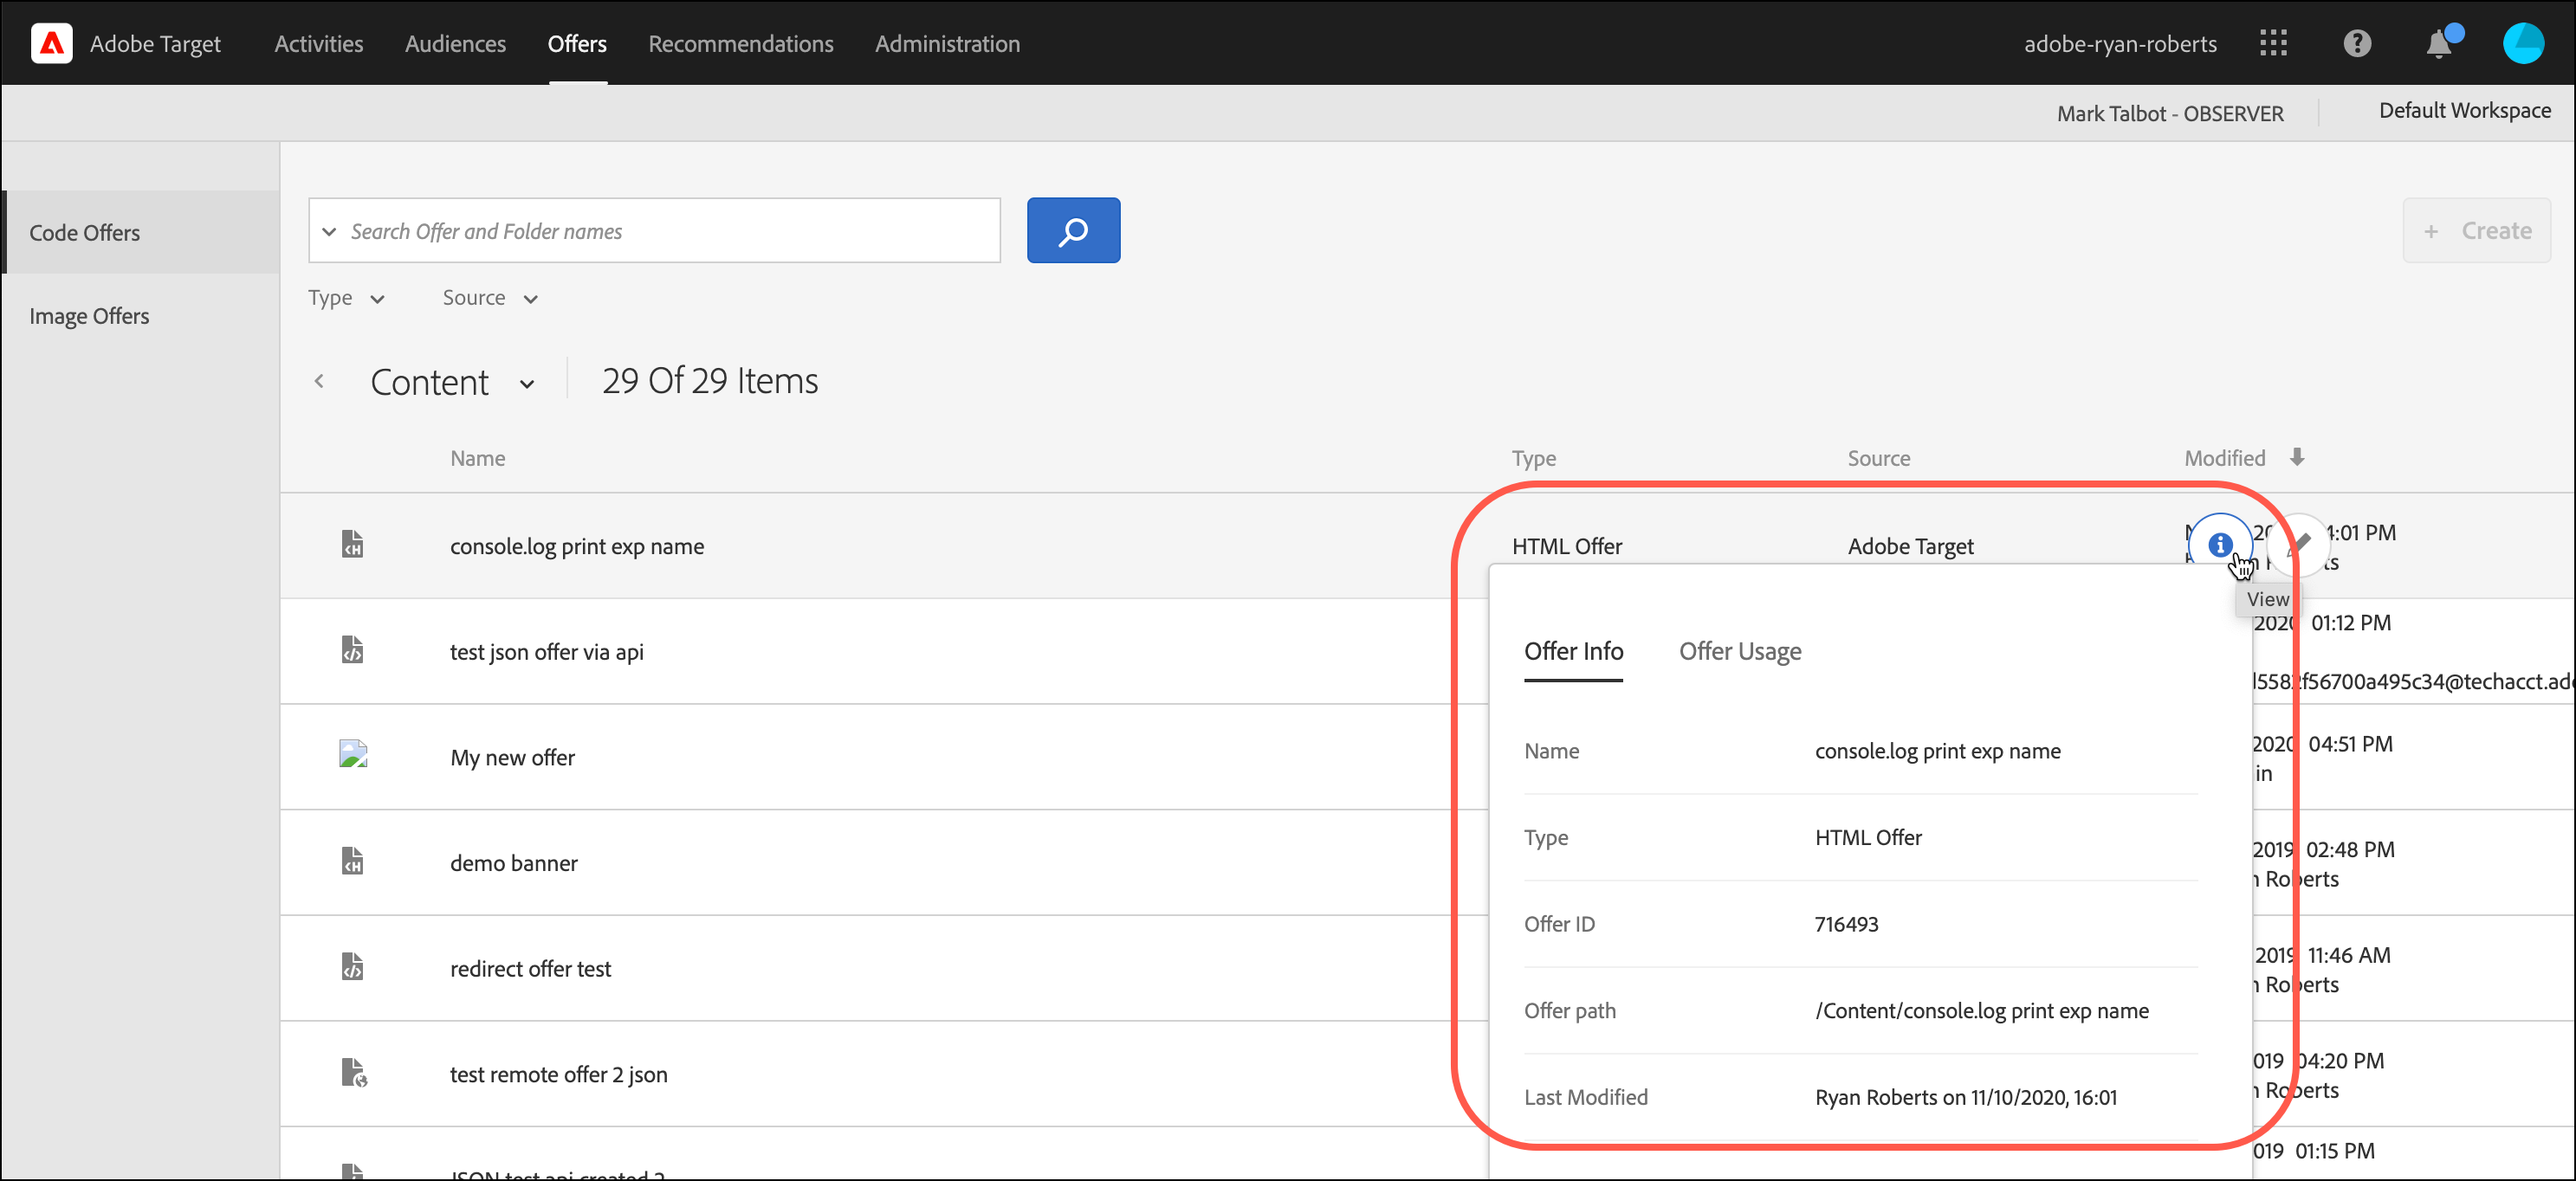 Adobe Target Activities Audiences Offers Recommendations Administration adobe-ryan-roberts
Mark Talbot - OBSERVER Default Workspace
Code Offers
Image Offers
Search Offer and Folder names
+ Create
Type Source
Content 29 Of 29 Items
Name Type Source Modified
console.log print exp name HTML Offer Adobe Target 4:01 PM
View
test json offer via api
2020 01:12 PM
f56700a495c34@techacct.ad
My new offer
2020 04:51 PM
in
demo banner
2019 02:48 PM
Roberts
redirect offer test
2019 11:46 AM
Roberts
test remote offer 2 json
019 04:20 PM
Roberts
JSON test api created 2
019 01:15 PM
Offer Info Offer Usage
Name console.log print exp name
Type HTML Offer
Offer ID 716493
Offer path /Content/console.log print exp name
Last Modified Ryan Roberts on 11/10/2020, 16:01